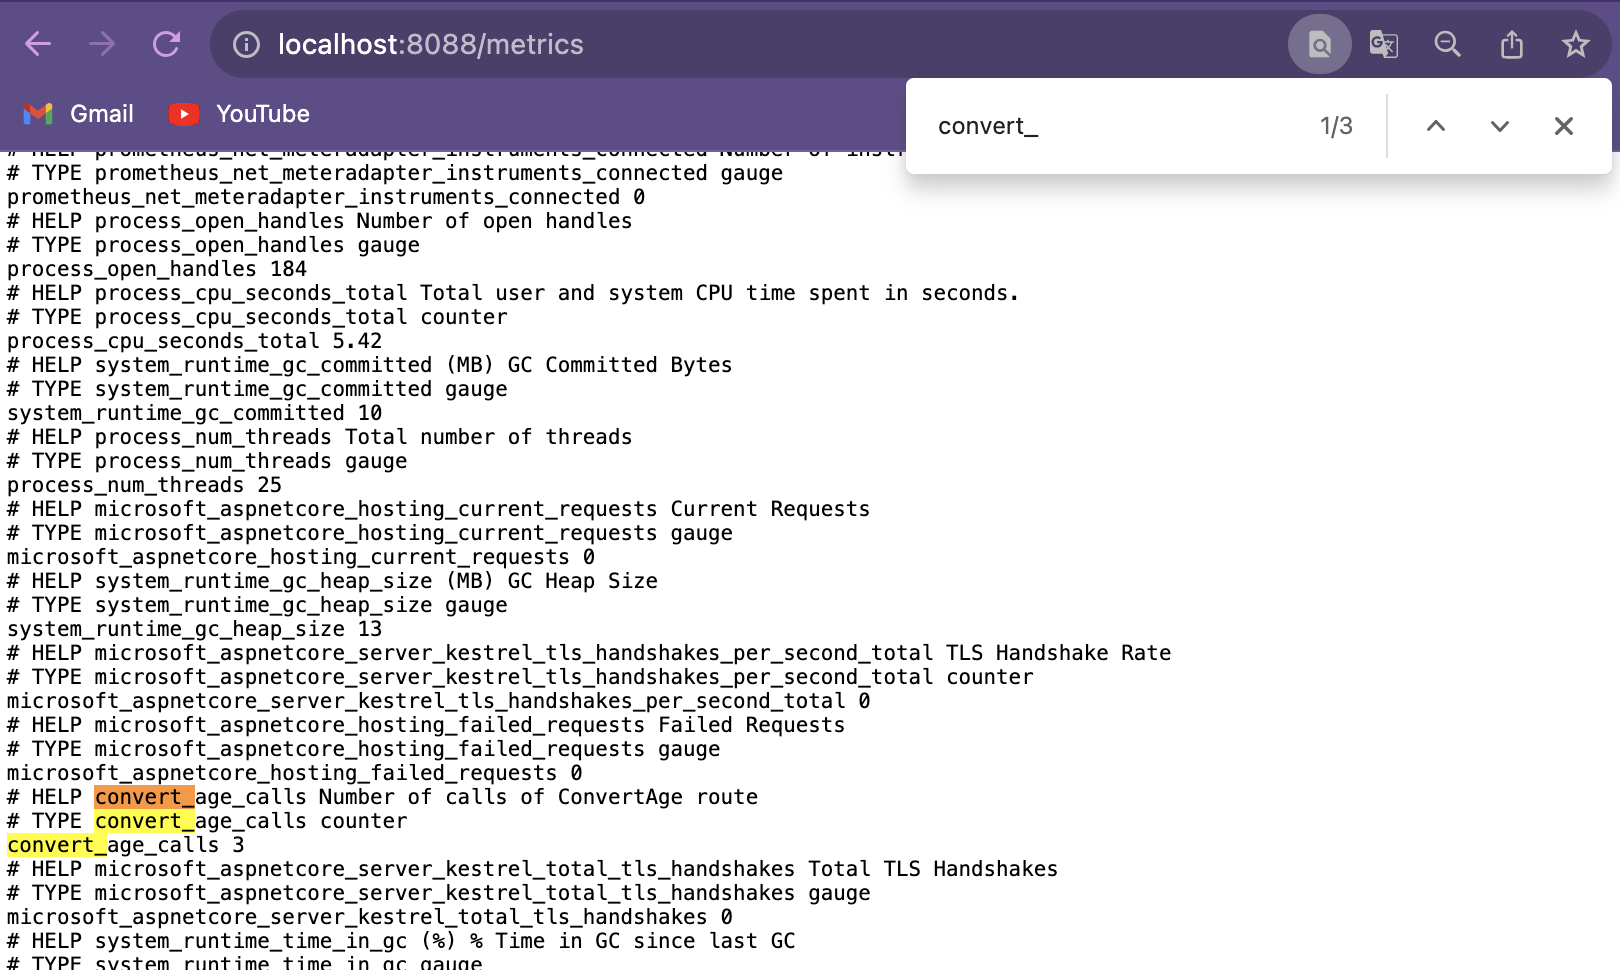 localhost:8088/metrics
Gmail YouTube
convert_ 1/3
# HELP prometheus_net_meteradapter_instruments_connected Number of
# TYPE prometheus_net_meteradapter_instruments_connected gauge
prometheus_net_meteradapter_instruments_connected 0
# HELP process_open_handles Number of open handles
# TYPE process_open_handles gauge
process_open_handles 184
# HELP process_cpu_seconds_total Total user and system CPU time spent in seconds.
# TYPE process_cpu_seconds_total counter
process_cpu_seconds_total 5.42
# HELP system_runtime_gc_committed (MB) GC Committed Bytes
# TYPE system_runtime_gc_committed gauge
system_runtime_gc_committed 10
# HELP process_num_threads Total number of threads
# TYPE process_num_threads gauge
process_num_threads 25
# HELP microsoft_aspnetcore_hosting_current_requests Current Requests
# TYPE microsoft_aspnetcore_hosting_current_requests gauge
microsoft_aspnetcore_hosting_current_requests 0
# HELP system_runtime_gc_heap_size (MB) GC Heap Size
# TYPE system_runtime_gc_heap_size gauge
system_runtime_gc_heap_size 13
# HELP microsoft_aspnetcore_server_kestrel_tls_handshakes_per_second_total TLS Handshake Rate
# TYPE microsoft_aspnetcore_server_kestrel_tls_handshakes_per_second_total counter
microsoft_aspnetcore_server_kestrel_tls_handshakes_per_second_total 0
# HELP microsoft_aspnetcore_hosting_failed_requests Failed Requests
# TYPE microsoft_aspnetcore_hosting_failed_requests gauge
microsoft_aspnetcore_hosting_failed_requests 0
# HELP convert_age_calls Number of calls of ConvertAge route
# TYPE convert_age_calls counter
convert_age_calls 3
# HELP microsoft_aspnetcore_server_kestrel_total_tls_handshakes Total TLS Handshakes
# TYPE microsoft_aspnetcore_server_kestrel_total_tls_handshakes gauge
microsoft_aspnetcore_server_kestrel_total_tls_handshakes 0
# HELP system_runtime_time_in_gc (%) % Time in GC since last GC
# TYPE system_runtime_time_in_gc gauge